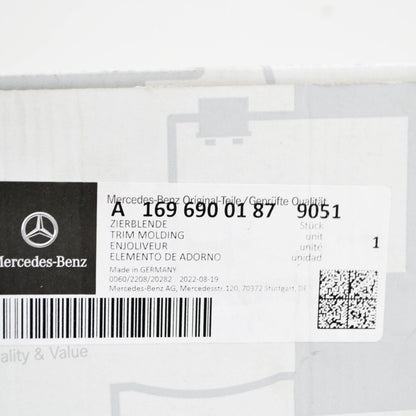 Mercedes-Benz Original-Teile/Geprüfte Qualität
A 169 690 01 87 9051
ZIERBLENDE Stück
TRIM MOLDING unit
ENJOLIVEUR unité 1
ELEMENTO DE ADORNO unidad
Mercedes-Benz
Made in GERMANY
0060/2208/20282 2022-08-19
Mercedes-Benz AG, Mercedesstr.120, 70372 Stuttgart, DE
ality & Value